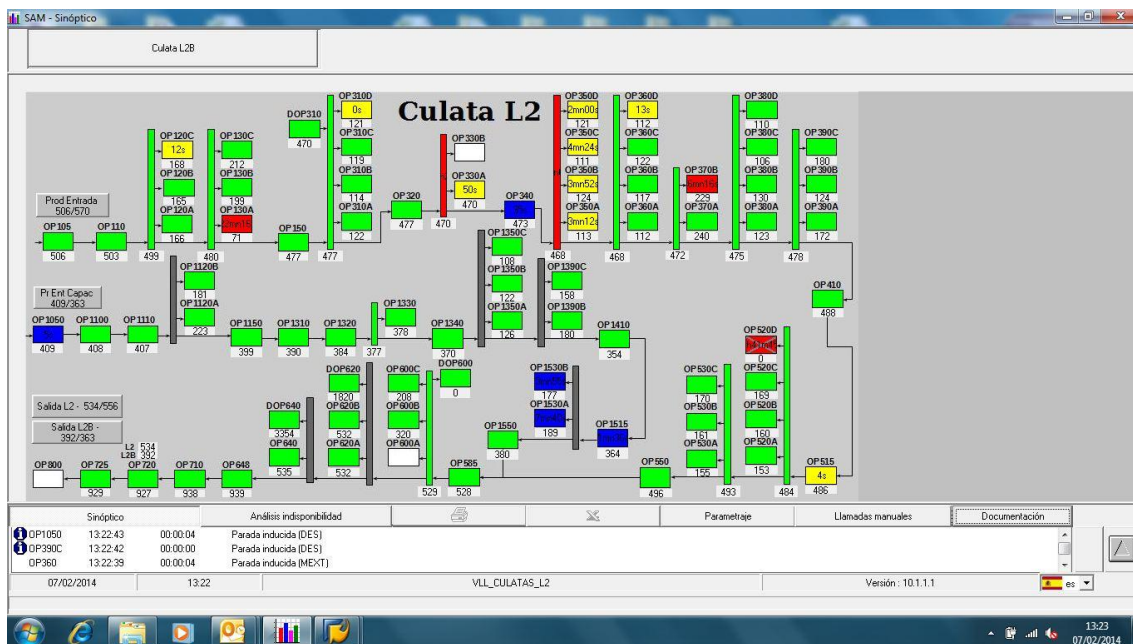 SAM - Sinóptico
Culata L2B
Culata L2
OP310D
0s
121
DOP310
470
OP310C
119
OP310B
114
OP310A
122
OP120C
12s
168
OP120B
165
OP120A
166
499
OP130C
212
OP130B
199
OP130A
71
480
Prod Entrada
506/570
OP105
506
OP110
503
OP150
477
477
OP320
477
OP330B
OP330A
50s
470
470
OP340
473
OP350D
2mn00s
121
OP350C
4mn24s
111
OP350B
3mn52s
124
OP350A
3mn12s
113
468
OP360D
13s
112
OP360C
122
OP360B
117
OP360A
112
468
OP370B
6mn16s
229
OP370A
240
472
OP380D
110
OP380C
106
OP380B
130
OP380A
123
475
OP390C
180
OP390B
124
OP390A
172
478
OP410
488
Pr Ent Capac
409/363
OP1050
409
OP1100
408
OP1110
407
OP1120B
181
OP1120A
223
OP1150
399
OP1310
390
OP1320
384
OP1330
378
377
OP1340
370
OP1350C
108
OP1350B
122
OP1350A
126
OP1390C
158
OP1390B
180
OP1410
354
OP520D
0
OP520C
169
OP520B
160
OP520A
153
484
OP530C
170
OP530B
161
OP530A
155
493
OP515
4s
486
OP550
496
OP1530B
177
OP1530A
189
OP1515
364
OP1550
380
OP585
528
DOP600
0
OP600C
208
OP600B
320
OP600A
529
DOP620
1820
OP620B
532
OP620A
532
DOP640
3354
OP640
535
Salida L2 - 534/556
Salida L2B -
392/363
L2 534
L2B 392
OP800
OP725
929
OP720
927
OP710
938
OP648
939
Sinóptico
Análisis indisponibilidad
Parametraje
Llamadas manuales
Documentación
OP1050 13:22:43 00:00:04 Parada inducida (DES)
OP390C 13:22:42 00:00:00 Parada inducida (DES)
OP360 13:22:39 00:00:04 Parada inducida (MEXT)
07/02/2014 13:22 VLL_CULATAS_L2 Versión : 10.1.1.1 es
13:23
07/02/2014